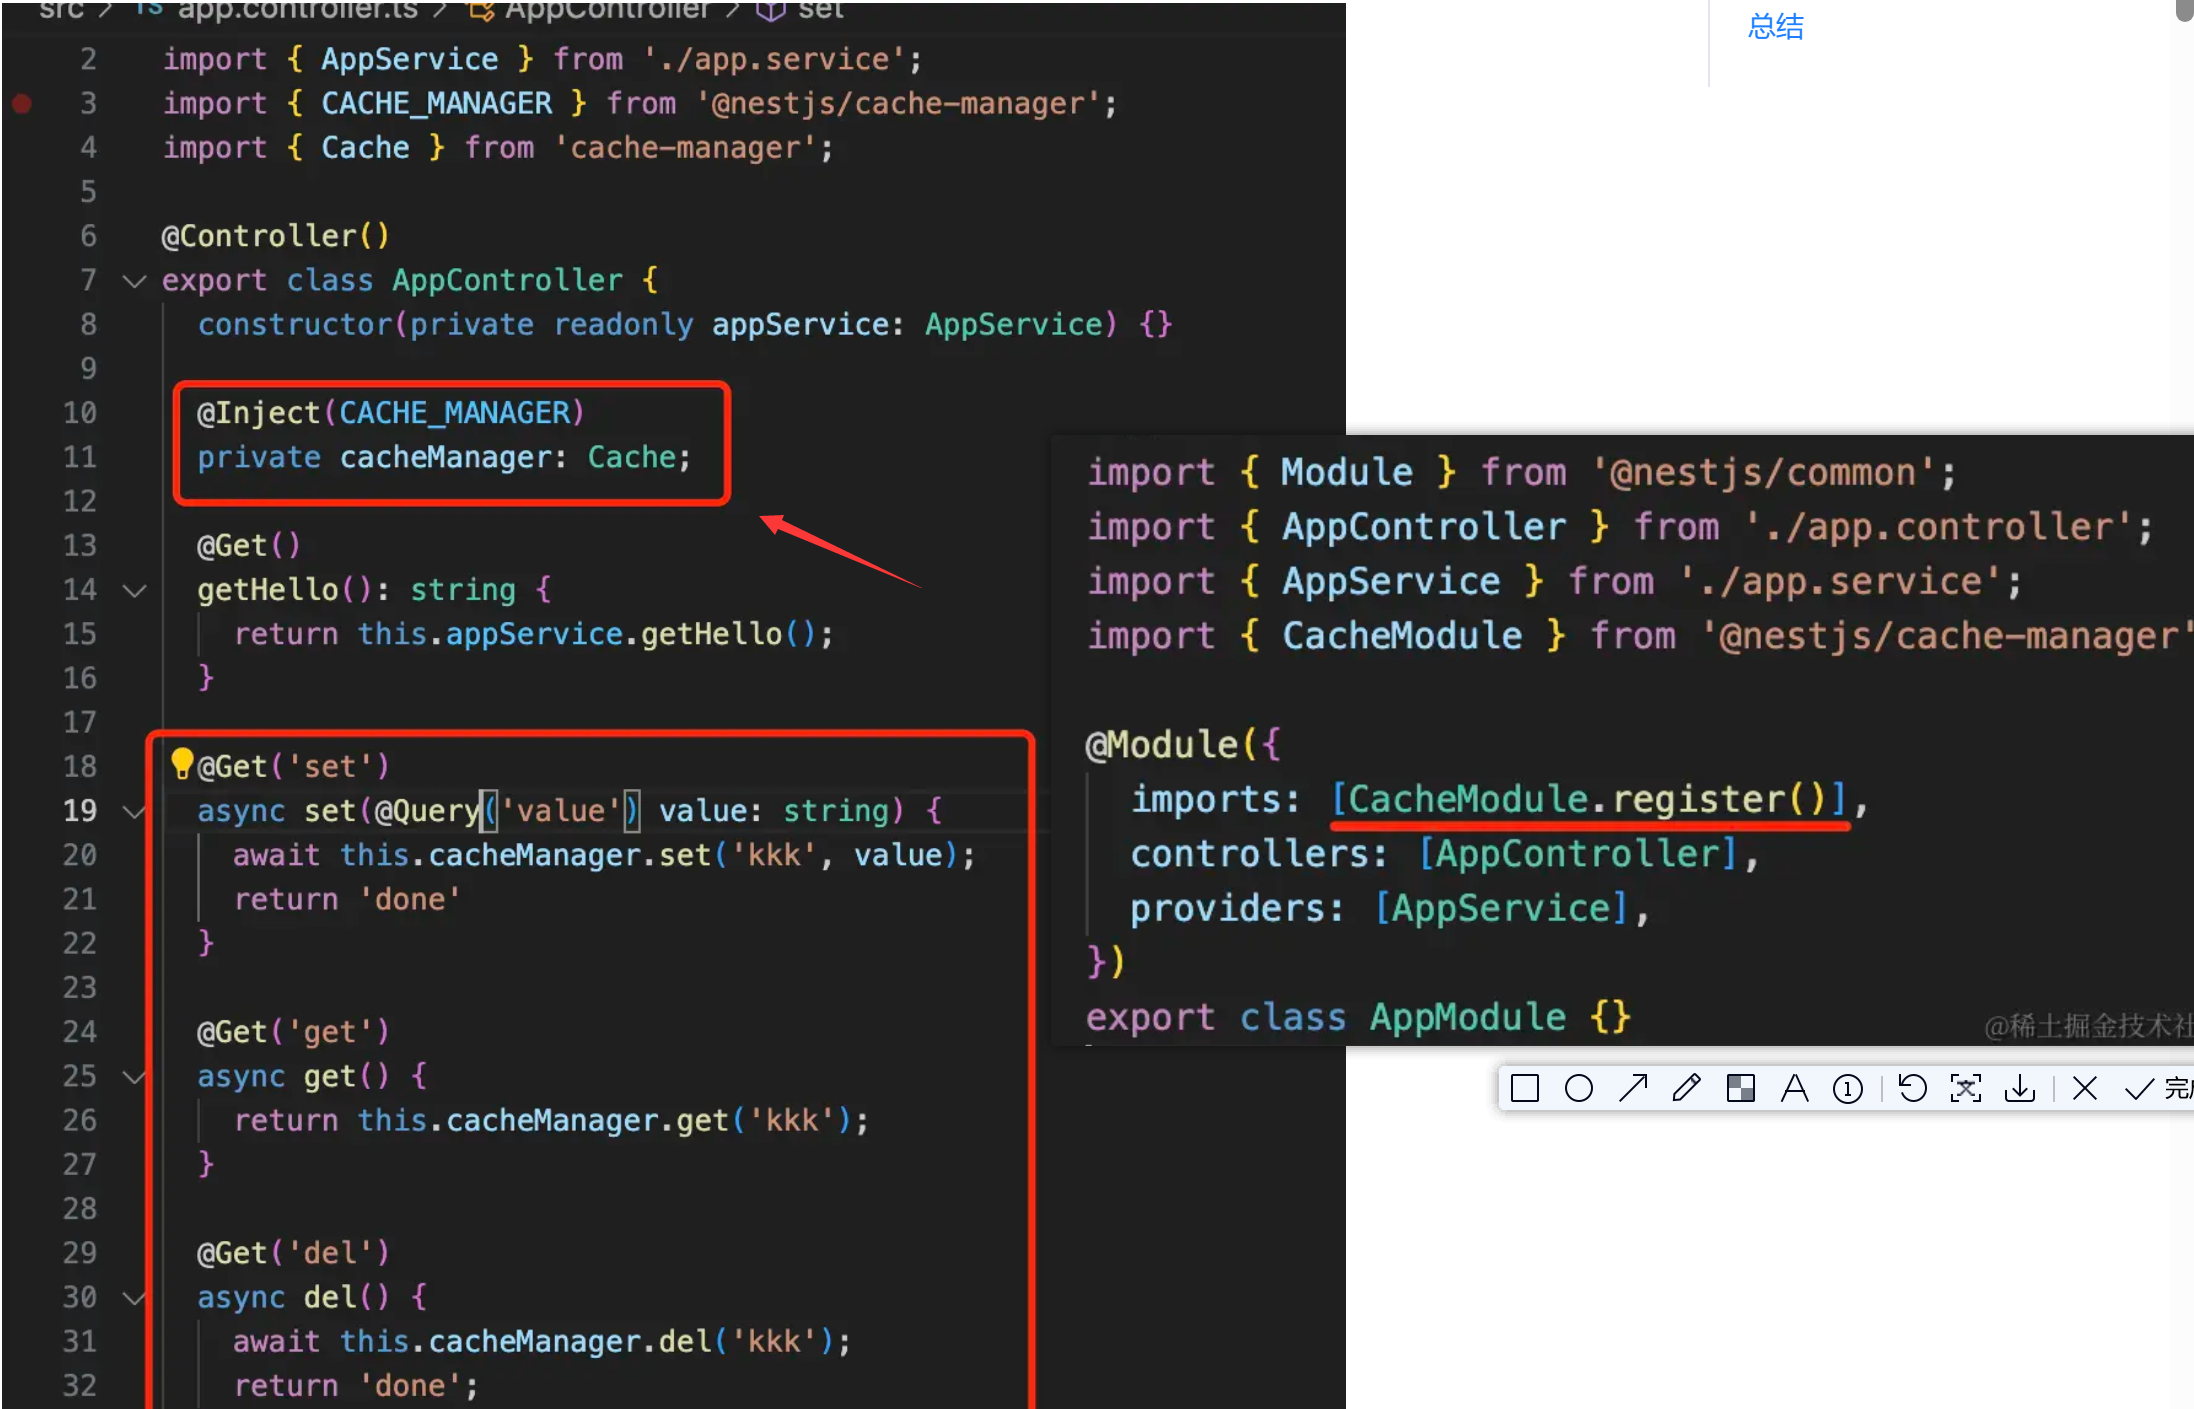 src > TS app.controller.ts > AppController > set
2 import { AppService } from './app.service';
3 import { CACHE_MANAGER } from '@nestjs/cache-manager';
4 import { Cache } from 'cache-manager';
5
6 @Controller()
7 export class AppController {
8 constructor(private readonly appService: AppService) {}
9
10 @Inject(CACHE_MANAGER)
11 private cacheManager: Cache;
12
13 @Get()
14 getHello(): string {
15 return this.appService.getHello();
16 }
17
18 @Get('set')
19 async set(@Query('value') value: string) {
20 await this.cacheManager.set('kkk', value);
21 return 'done'
22 }
23
24 @Get('get')
25 async get() {
26 return this.cacheManager.get('kkk');
27 }
28
29 @Get('del')
30 async del() {
31 await this.cacheManager.del('kkk');
32 return 'done';
总结
import { Module } from '@nestjs/common';
import { AppController } from './app.controller';
import { AppService } from './app.service';
import { CacheModule } from '@nestjs/cache-manager'
@Module({
imports: [CacheModule.register()],
controllers: [AppController],
providers: [AppService],
})
export class AppModule {}
@稀土掘金技术社
A 1 文 完成